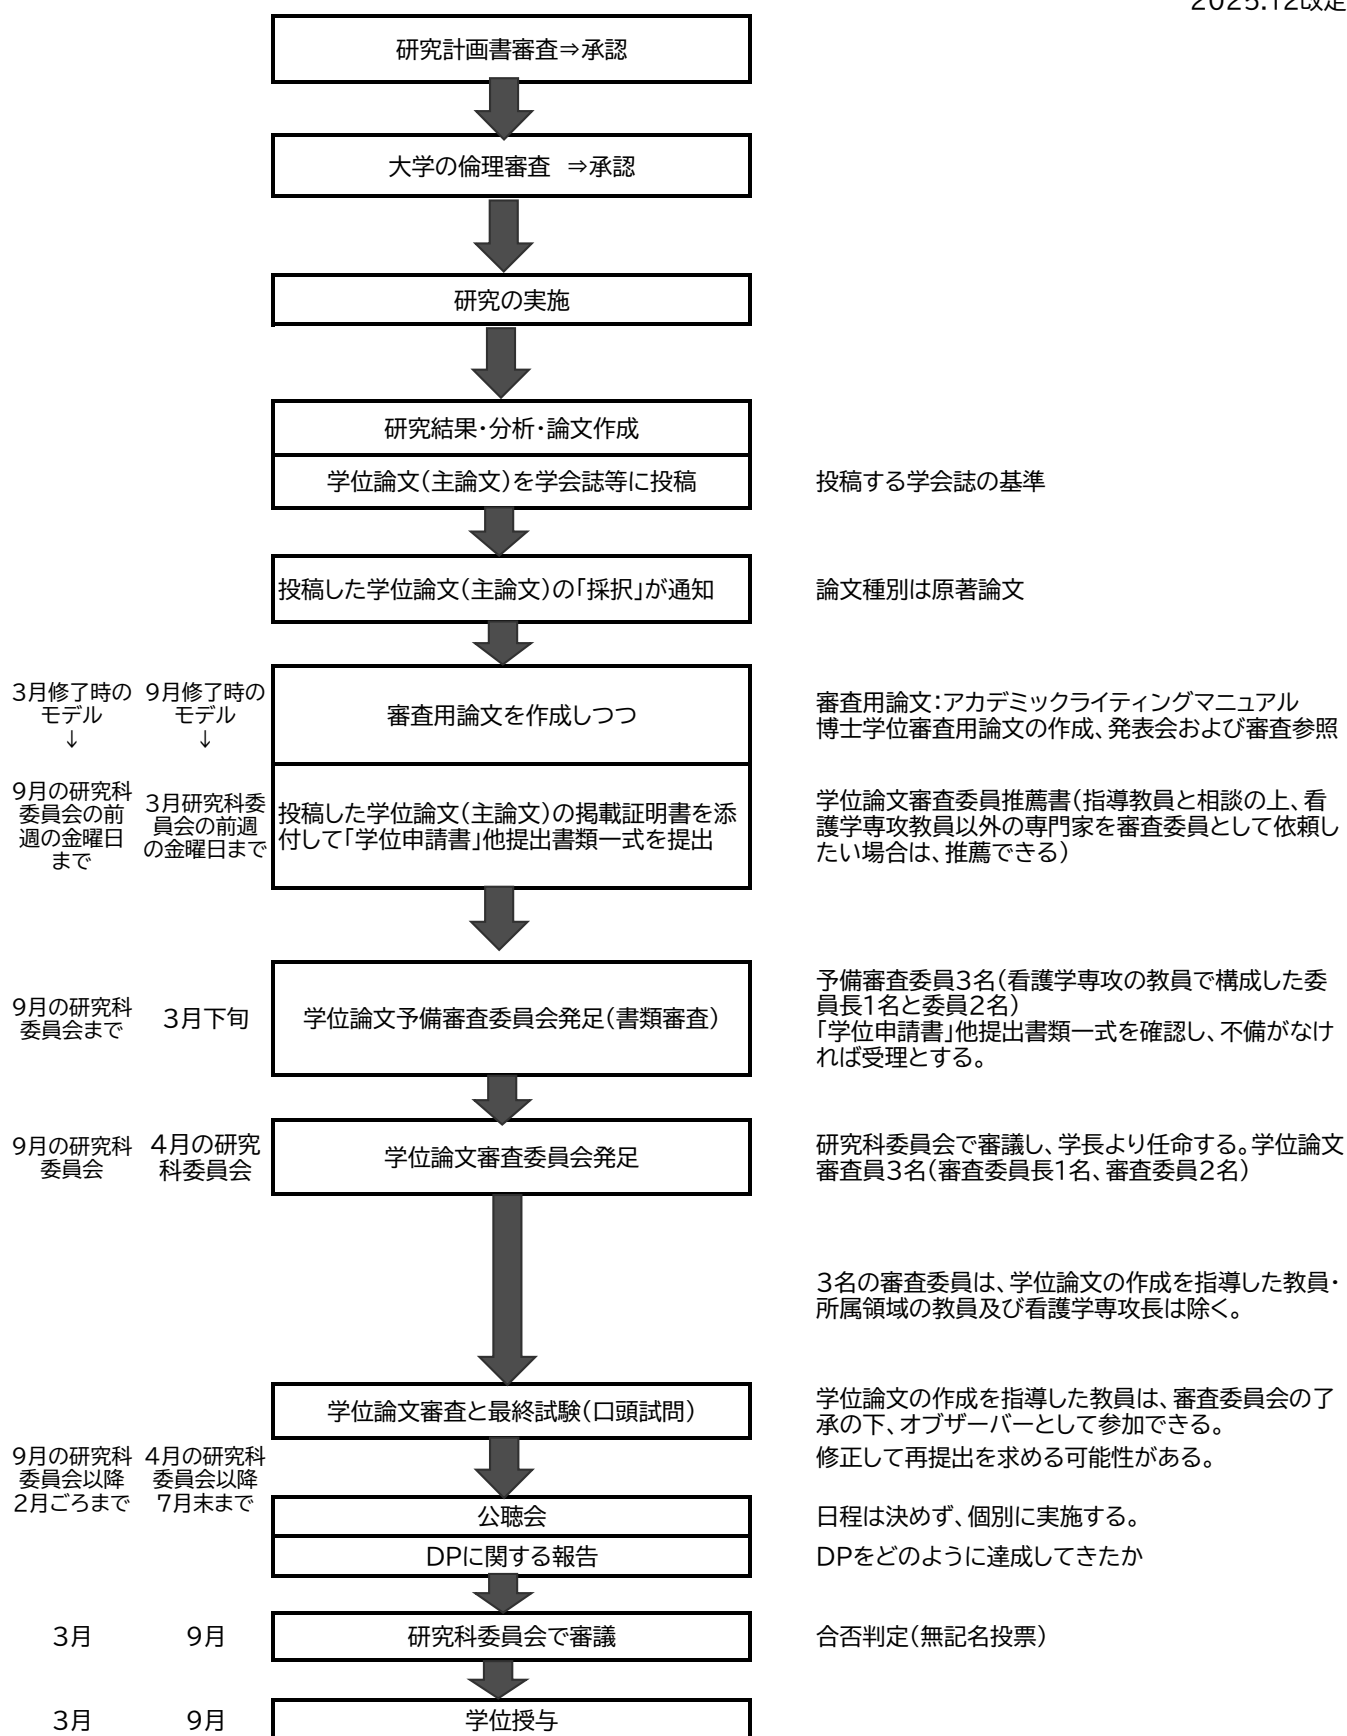 2025.12改定
研究計画書審査⇒承認
大学の倫理審査　⇒承認
研究の実施
研究結果・分析・論文作成
学位論文（主論文）を学会誌等に投稿
投稿する学会誌の基準
投稿した学位論文（主論文）の「採択」が通知
論文種別は原著論文
3月修了時の
モデル
↓
9月修了時の
モデル
↓
審査用論文を作成しつつ
審査用論文：アカデミックライティングマニュアル
博士学位審査用論文の作成、発表会および審査参照
9月の研究科
委員会の前
週の金曜日
まで
3月研究科委
員会の前週
の金曜日まで
投稿した学位論文（主論文）の掲載証明書を添
付して「学位申請書」他提出書類一式を提出
学位論文審査委員推薦書（指導教員と相談の上、看
護学専攻教員以外の専門家を審査委員として依頼し
たい場合は、推薦できる）
9月の研究科
委員会まで
3月下旬
学位論文予備審査委員会発足（書類審査）
予備審査委員3名（看護学専攻の教員で構成した委
員長1名と委員2名）
「学位申請書」他提出書類一式を確認し、不備がなけ
れば受理とする。
9月の研究科
委員会
4月の研究
科委員会
学位論文審査委員会発足
研究科委員会で審議し、学長より任命する。学位論文
審査員3名（審査委員長1名、審査委員2名）
3名の審査委員は、学位論文の作成を指導した教員・
所属領域の教員及び看護学専攻長は除く。
学位論文審査と最終試験（口頭試問）
学位論文の作成を指導した教員は、審査委員会の了
承の下、オブザーバーとして参加できる。
修正して再提出を求める可能性がある。
9月の研究科
委員会以降
2月ごろまで
4月の研究科
委員会以降
7月末まで
公聴会
日程は決めず、個別に実施する。
DPに関する報告
DPをどのように達成してきたか
3月
9月
研究科委員会で審議
合否判定（無記名投票）
3月
9月
学位授与